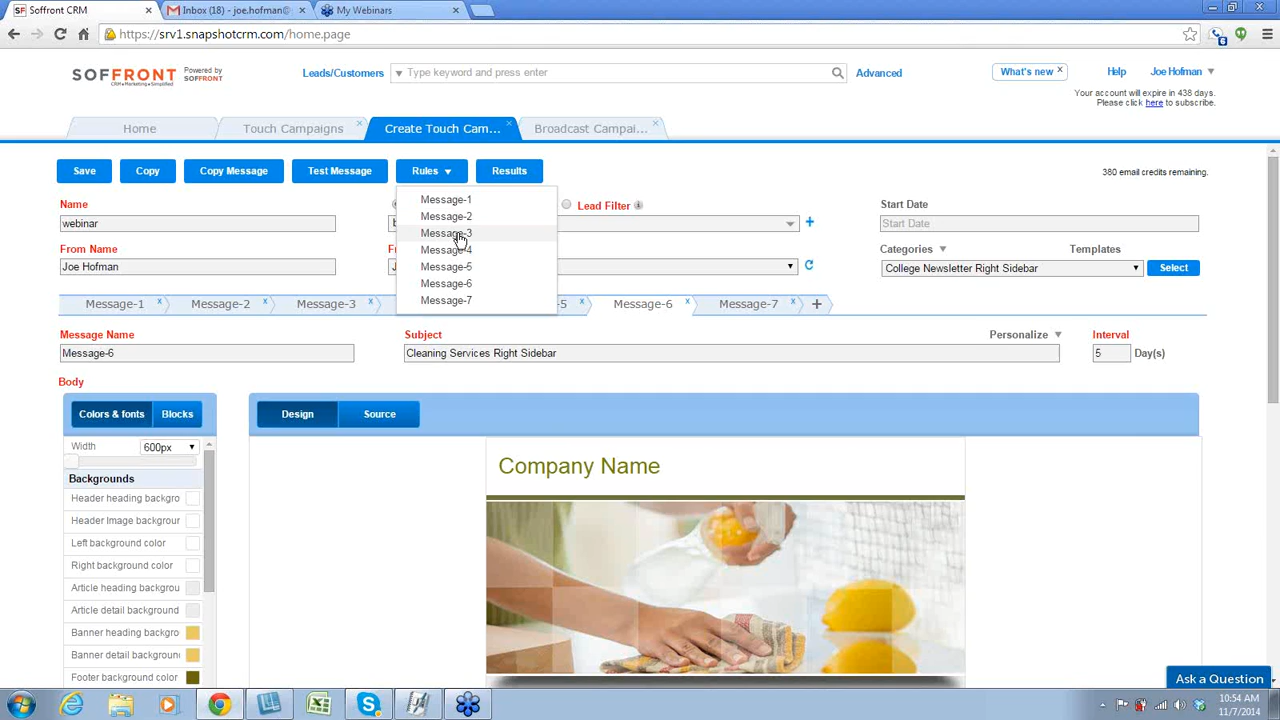 Soffront CRM
Inbox (18) - joe.hofman@
My Webinars
https://srv1.snapshotcrm.com/home.page
6
SOFFRONT
CRM+Marketing+Simplified
Powered by
SOFFRONT
Leads/Customers
Type keyword and press enter
Advanced
What's new x
Help
Joe Hofman
Your account will expire in 438 days.
Please click here to subscribe.
Home
Touch Campaigns
Create Touch Cam...
Broadcast Campai...
Save
Copy
Copy Message
Test Message
Rules
Results
380 email credits remaining.
Message-1
Message-2
Message-3
Message-4
Message-5
Message-6
Message-7
Name
Lead Filter
Start Date
webinar
Start Date
From Name
Categories
Templates
Joe Hofman
College Newsletter Right Sidebar
Select
Message-1
Message-2
Message-3
-5
Message-6
Message-7
Message Name
Subject
Personalize
Interval
Message-6
Cleaning Services Right Sidebar
5
Day(s)
Body
Colors & fonts
Blocks
Design
Source
Width
600px
Backgrounds
Header heading backgro
Header Image backgrour
Left background color
Right background color
Article heading backgrou
Article detail background
Banner heading backgro
Banner detail backgroun
Footer background color
Company Name
Ask a Question
10:54 AM
11/7/2014